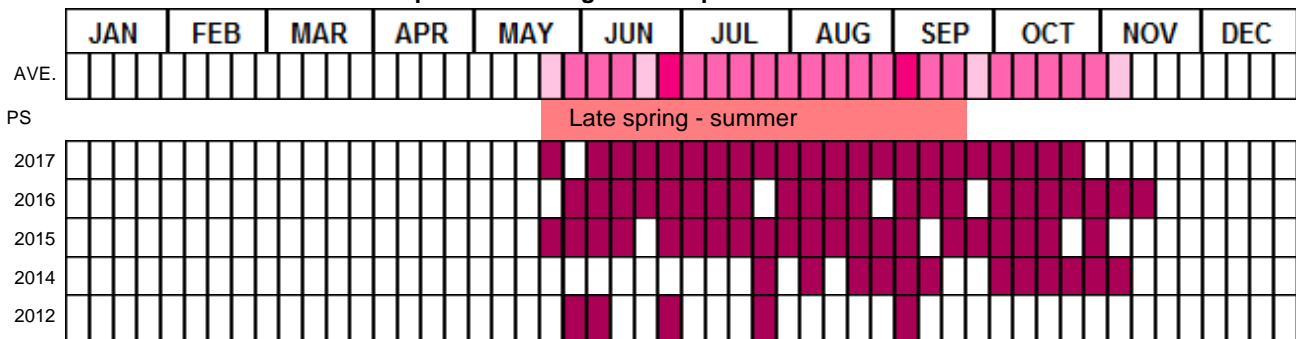 JAN FEB MAR APR MAY JUN JUL AUG SEP OCT NOV DEC
AVE.
PS Late spring - summer
2017
2016
2015
2014
2012